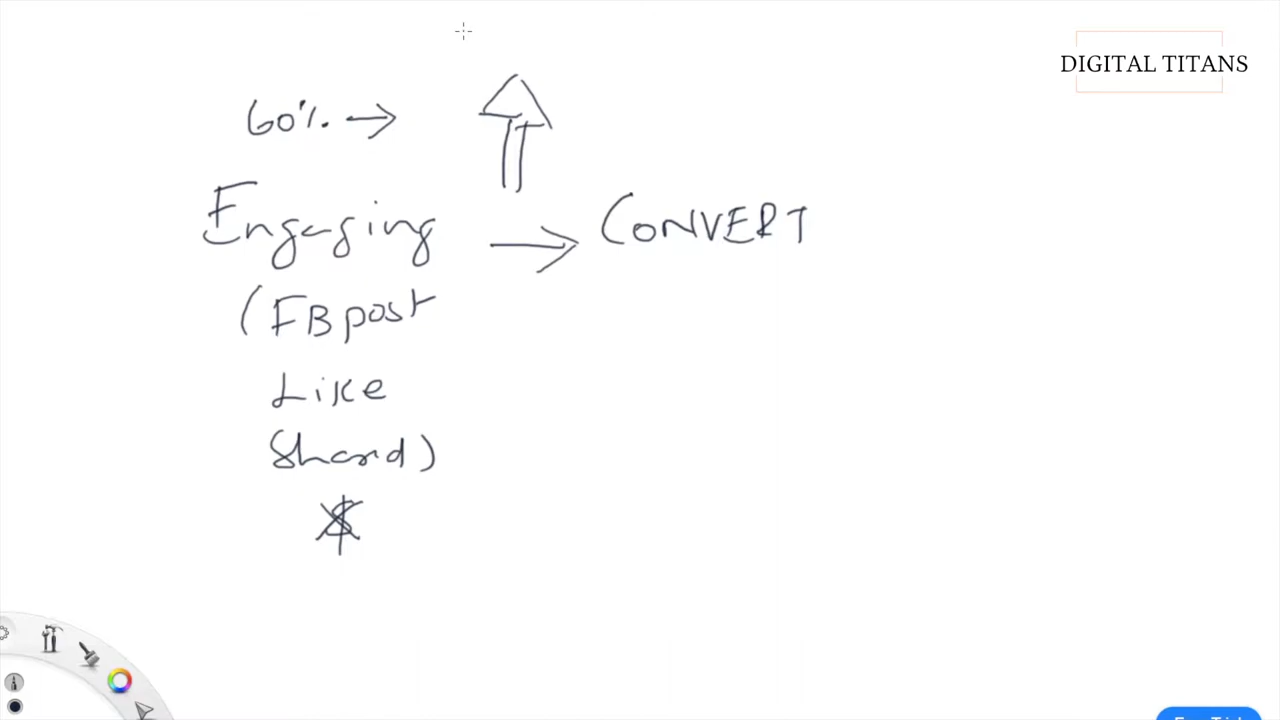 DIGITAL TITANS
60% →
Engaging → CONVERT
(FB post
Like
Shared)
$